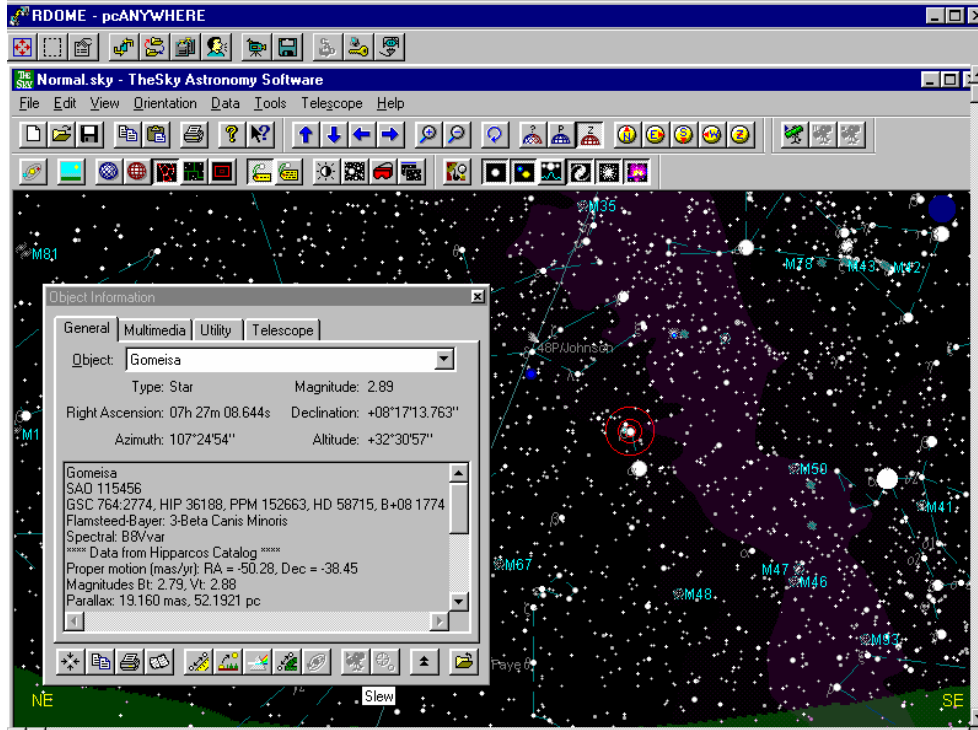 RDOME - pcANYWHERE
Normal.sky - TheSky Astronomy Software
File Edit View Orientation Data Tools Telescope Help
M35
M81
M78 M43 M42
Object Information
General Multimedia Utility Telescope
48P/Johnson
Object: Gomeisa
Type: Star Magnitude: 2.89
Right Ascension: 07h 27m 08.644s Declination: +08°17'13.763"
M1
Azimuth: 107°24'54" Altitude: +32°30'57"
Gomeisa
SAO 115456
GSC 764:2774, HIP 36188, PPM 152663, HD 58715, B+08 1774
Flamsteed-Bayer: 3-Beta Canis Minoris
Spectral: B8Vvar
**** Data from Hipparcos Catalog ****
Proper motion (mas/yr): RA = -50.28, Dec = -38.45
Magnitudes Bt: 2.79, Vt: 2.88
Parallax: 19.160 mas, 52.1921 pc
M50
M41
M67
M47
M46
M48
M93
Faye
Slew
NE
SE